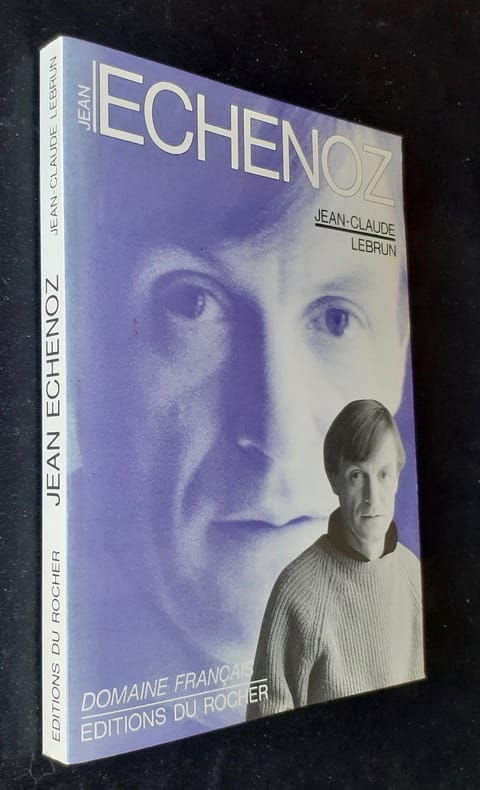 JEAN
ECHENOZ
JEAN-CLAUDE
LEBRUN
DOMAINE FRANÇAIS
EDITIONS DU ROCHER
EDITIONS DU ROCHER JEAN ECHENOZ JEAN-CLAUDE LEBRUN